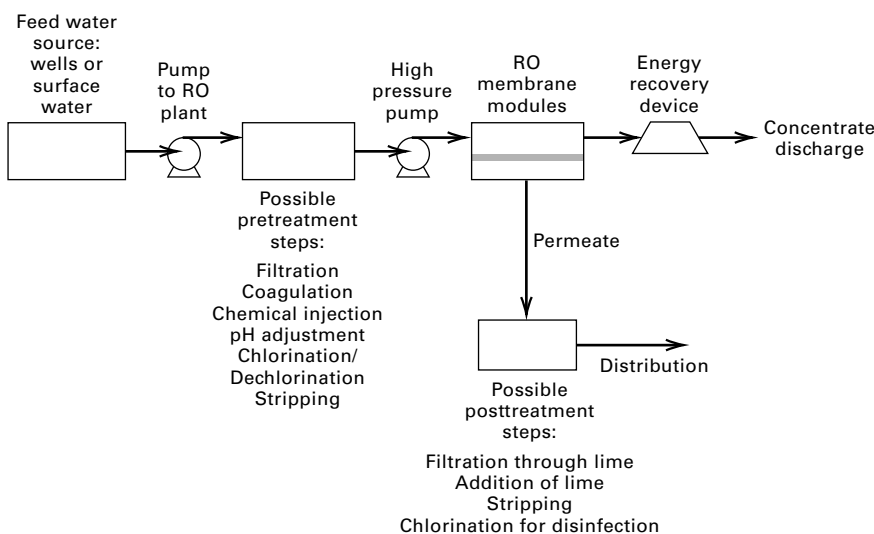 Feed water
source:
wells or
surface
water
Pump
to RO
plant
High
pressure
pump
RO
membrane
modules
Energy
recovery
device
Concentrate
discharge
Possible
pretreatment
steps:
Filtration
Coagulation
Chemical injection
pH adjustment
Chlorination/
Dechlorination
Stripping
Permeate
Distribution
Possible
posttreatment
steps:
Filtration through lime
Addition of lime
Stripping
Chlorination for disinfection